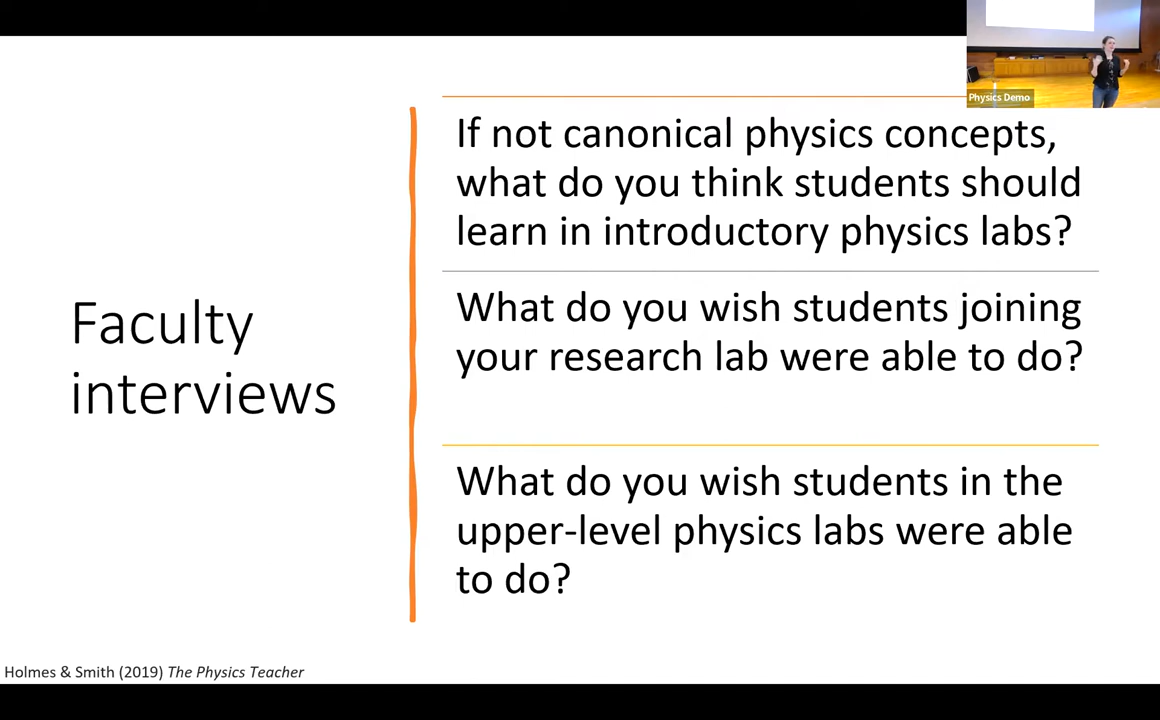 Physics Demo
If not canonical physics concepts,
what do you think students should
learn in introductory physics labs?
Faculty
interviews
What do you wish students joining
your research lab were able to do?
What do you wish students in the
upper-level physics labs were able
to do?
Holmes & Smith (2019) The Physics Teacher